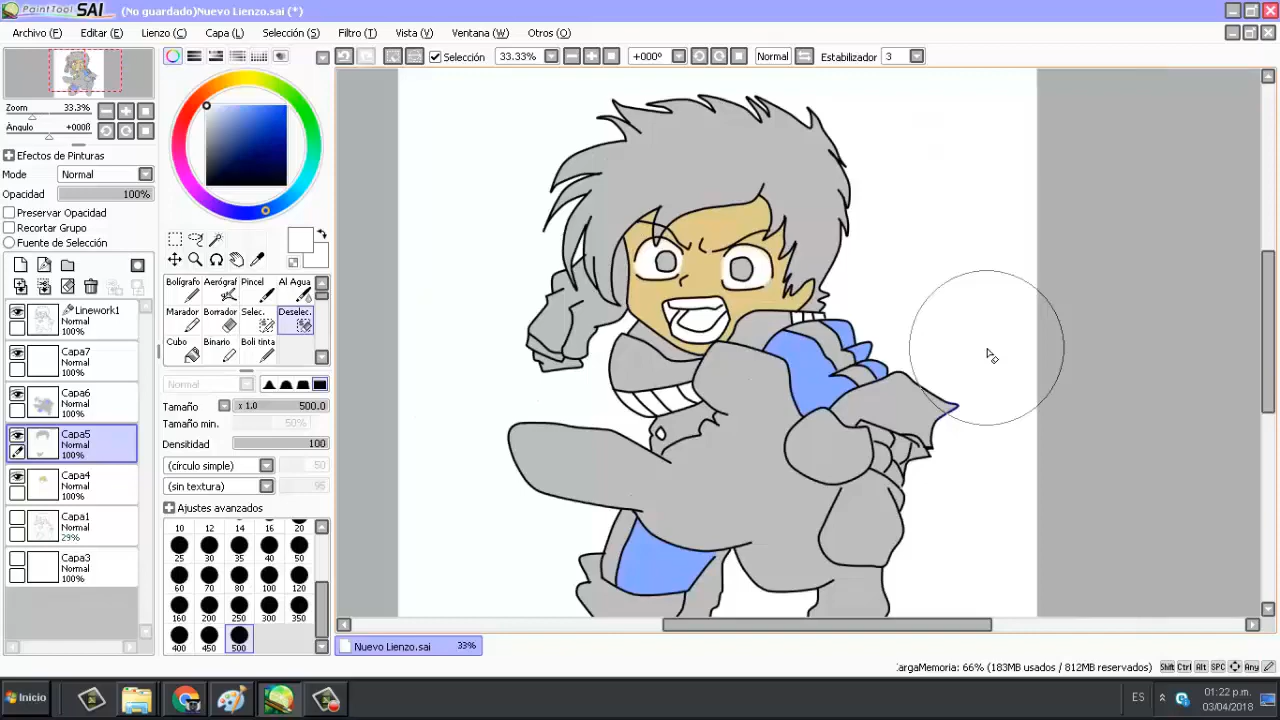 PaintTool SAI (No guardado)Nuevo Lienzo.sai (*)
Archivo (F) Editar (E) Lienzo (C) Capa (L) Selección (S) Filtro (T) Vista (V) Ventana (W) Otros (O)
Selección 33.33% +000º Normal Estabilizador 3
Zoom 33.3%
Ángulo +000ß
Efectos de Pinturas
Modo Normal
Opacidad 100%
Preservar Opacidad
Recortar Grupo
Fuente de Selección
Linework1
Normal
100%
Capa7
Normal
100%
Capa6
Normal
100%
Capa5
Normal
100%
Capa4
Normal
100%
Capa1
Normal
29%
Capa3
Normal
100%
Bolígrafo Aerógraf Pincel Al Agua
Marador Borrador Selec. Deselec.
Cubo Binario Boli tinta
Normal
Tamaño x 1.0 500.0
Tamaño min. 50%
Densitidad 100
(círculo simple) 50
(sin textura) 95
Ajustes avanzados
10 12 14 16 20
25 30 35 40 50
60 70 80 100 120
160 200 250 300 350
400 450 500
Nuevo Lienzo.sai 33%
argaMemoria: 66% (183MB usados / 812MB reservados) Shift Ctrl Alt SPC Any
Inicio ES 01:22 p.m.
03/04/2018